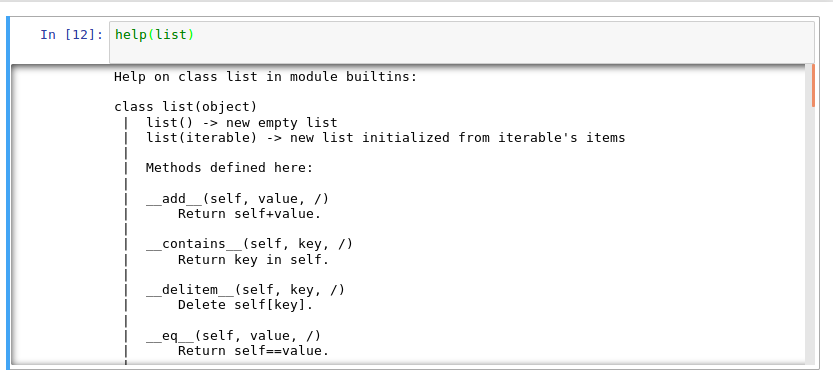 In [12]: help(list)
Help on class list in module builtins:
class list(object)
 |  list() -> new empty list
 |  list(iterable) -> new list initialized from iterable's items
 |
 |  Methods defined here:
 |
 |  __add__(self, value, /)
 |      Return self+value.
 |
 |  __contains__(self, key, /)
 |      Return key in self.
 |
 |  __delitem__(self, key, /)
 |      Delete self[key].
 |
 |  __eq__(self, value, /)
 |      Return self==value.
 |